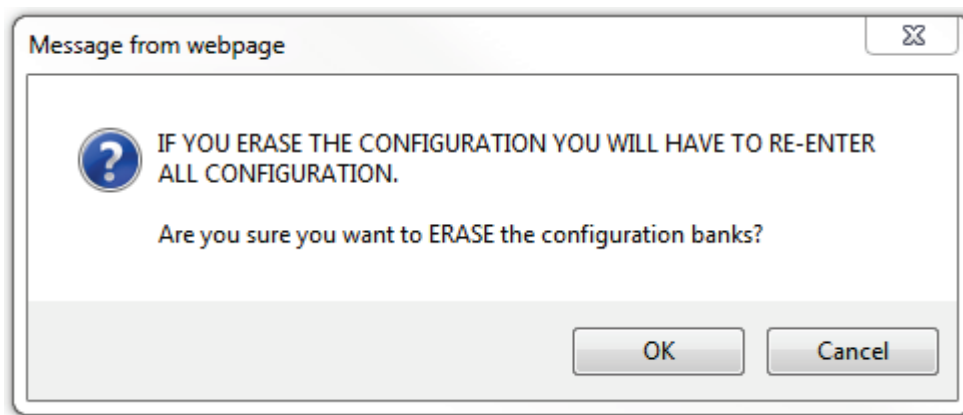 Message from webpage
IF YOU ERASE THE CONFIGURATION YOU WILL HAVE TO RE-ENTER
ALL CONFIGURATION.
Are you sure you want to ERASE the configuration banks?
OK
Cancel